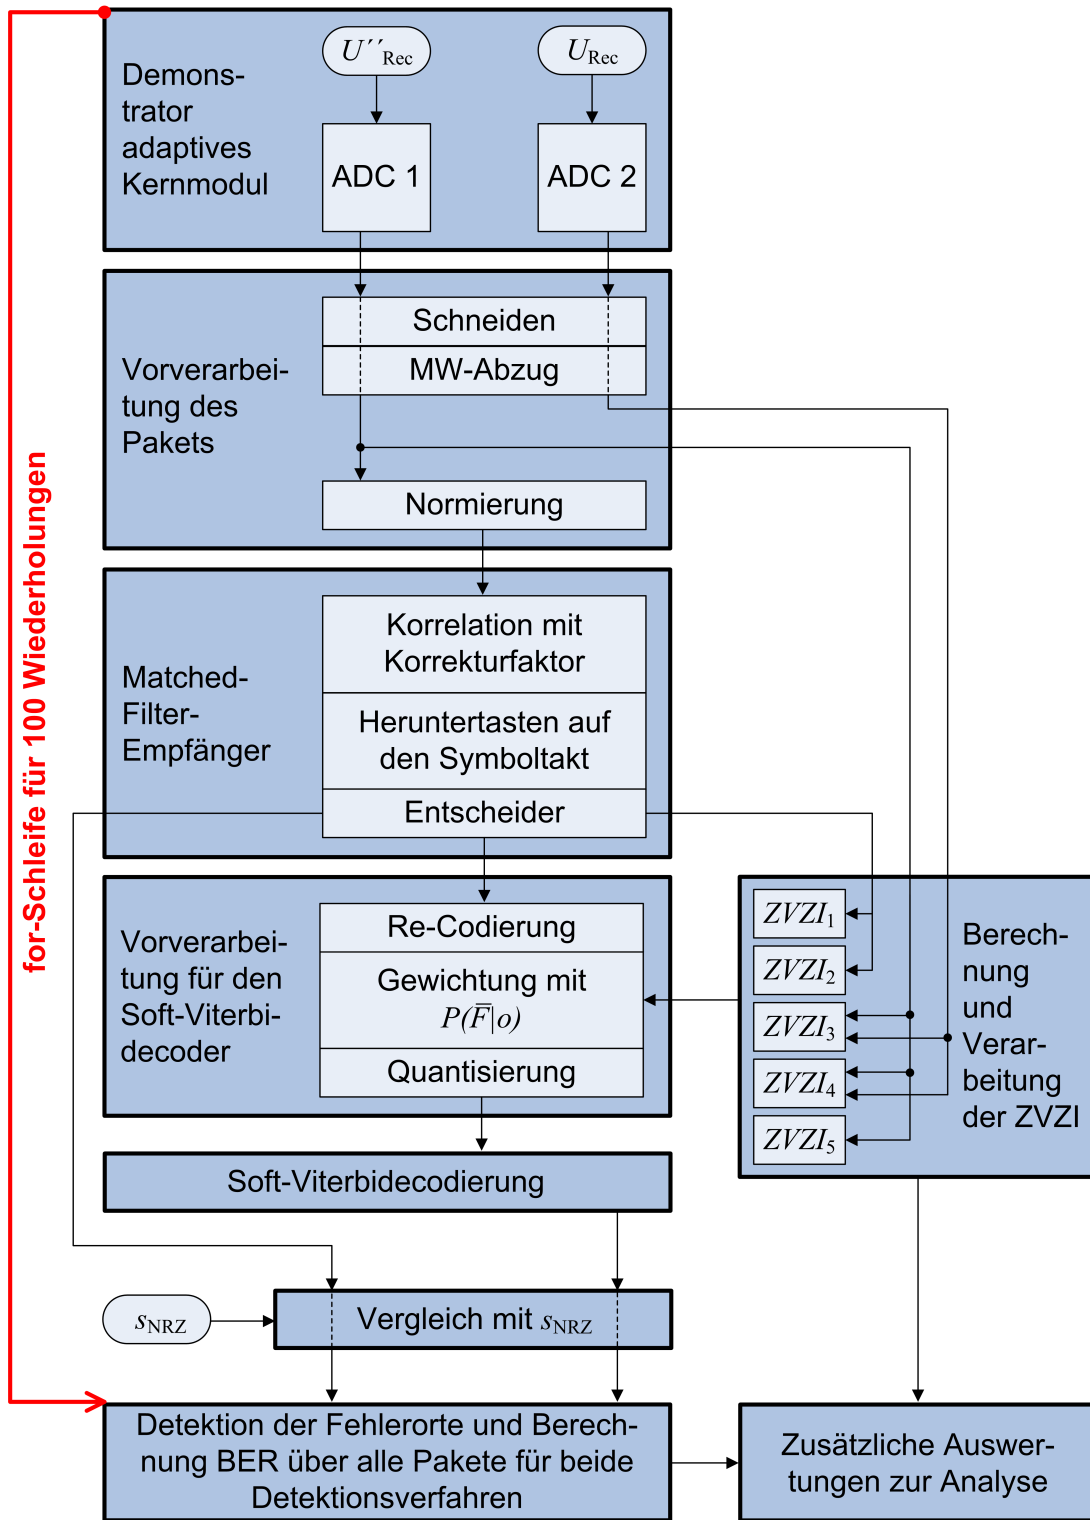 for-Schleife für 100 Wiederholungen
Demons-
trator
adaptives
Kernmodul
U´´Rec
URec
ADC 1
ADC 2
Vorverarbei-
tung des
Pakets
Schneiden
MW-Abzug
Normierung
Matched-
Filter-
Empfänger
Korrelation mit
Korrekturfaktor
Heruntertasten auf
den Symboltakt
Entscheider
Vorverarbei-
tung für den
Soft-Viterbi-
decoder
Re-Codierung
Gewichtung mit
P(F̅|o)
Quantisierung
ZVZI1
ZVZI2
ZVZI3
ZVZI4
ZVZI5
Berech-
nung
und
Verar-
beitung
der ZVZI
Soft-Viterbidecodierung
sNRZ
Vergleich mit sNRZ
Detektion der Fehlerorte und Berech-
nung BER über alle Pakete für beide
Detektionsverfahren
Zusätzliche Auswer-
tungen zur Analyse